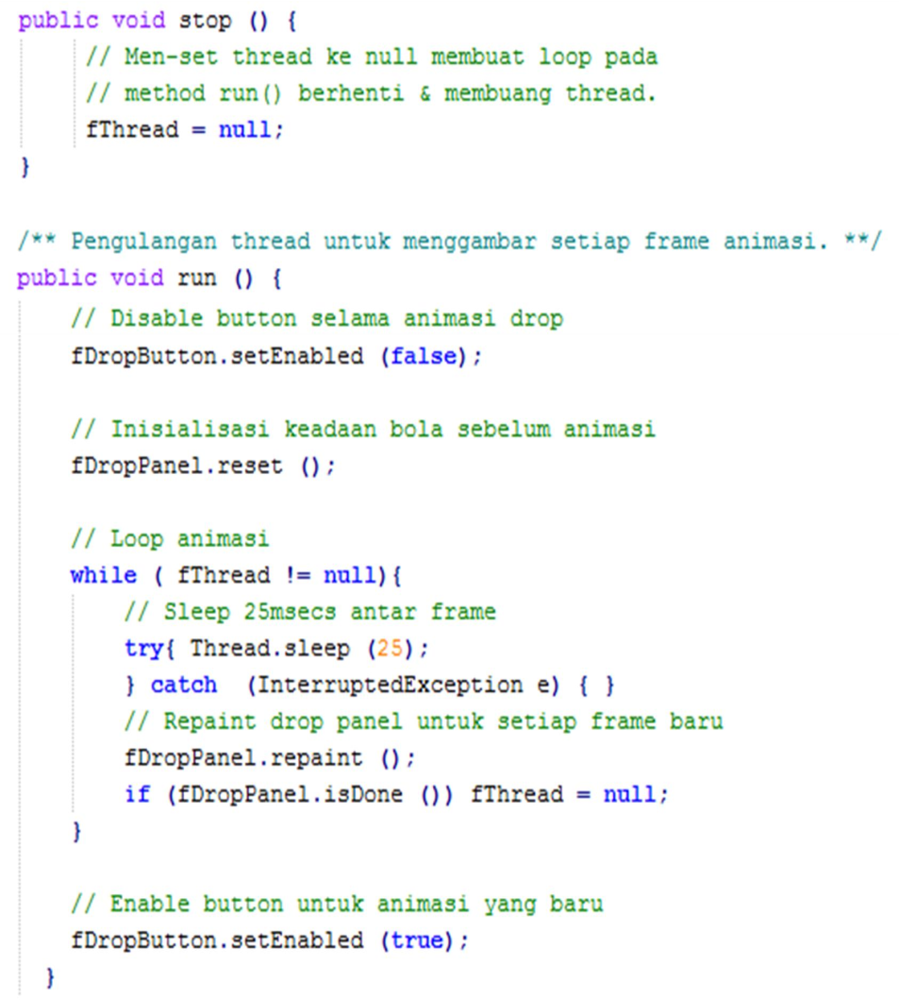 public void stop () {
// Men-set thread ke null membuat loop pada
// method run() berhenti & membuang thread.
fThread = null;
}
/** Pengulangan thread untuk menggambar setiap frame animasi. **/
public void run () {
// Disable button selama animasi drop
fDropButton.setEnabled (false);
// Inisialisasi keadaan bola sebelum animasi
fDropPanel.reset ();
// Loop animasi
while ( fThread != null){
// Sleep 25msecs antar frame
try{ Thread.sleep (25);
} catch  (InterruptedException e) { }
// Repaint drop panel untuk setiap frame baru
fDropPanel.repaint ();
if (fDropPanel.isDone ()) fThread = null;
}
// Enable button untuk animasi yang baru
fDropButton.setEnabled (true);
}